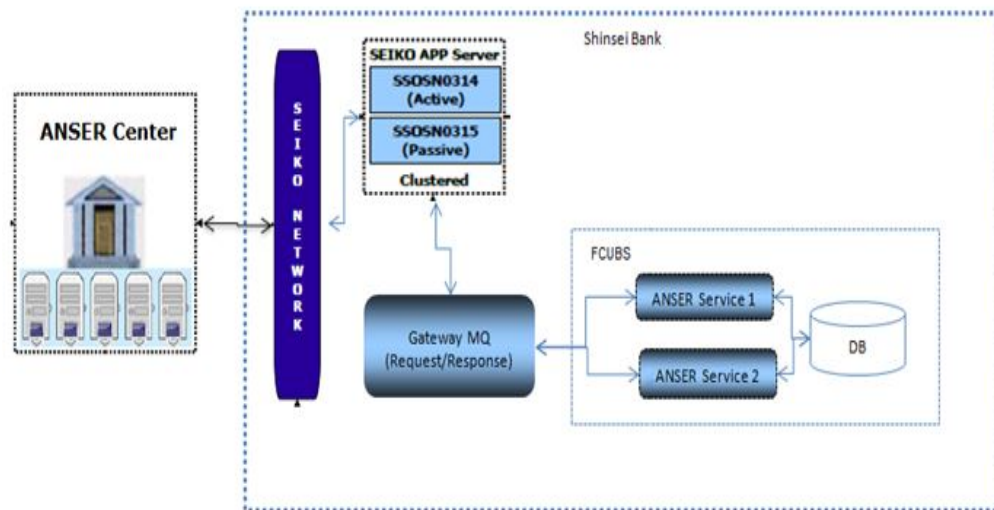 Shinsei Bank
ANSER Center
SEIKO NETWORK
SEIKO APP Server
SSOSN0314
(Active)
SSOSN0315
(Passive)
Clustered
Gateway MQ
(Request/Response)
FCUBS
ANSER Service 1
ANSER Service 2
DB